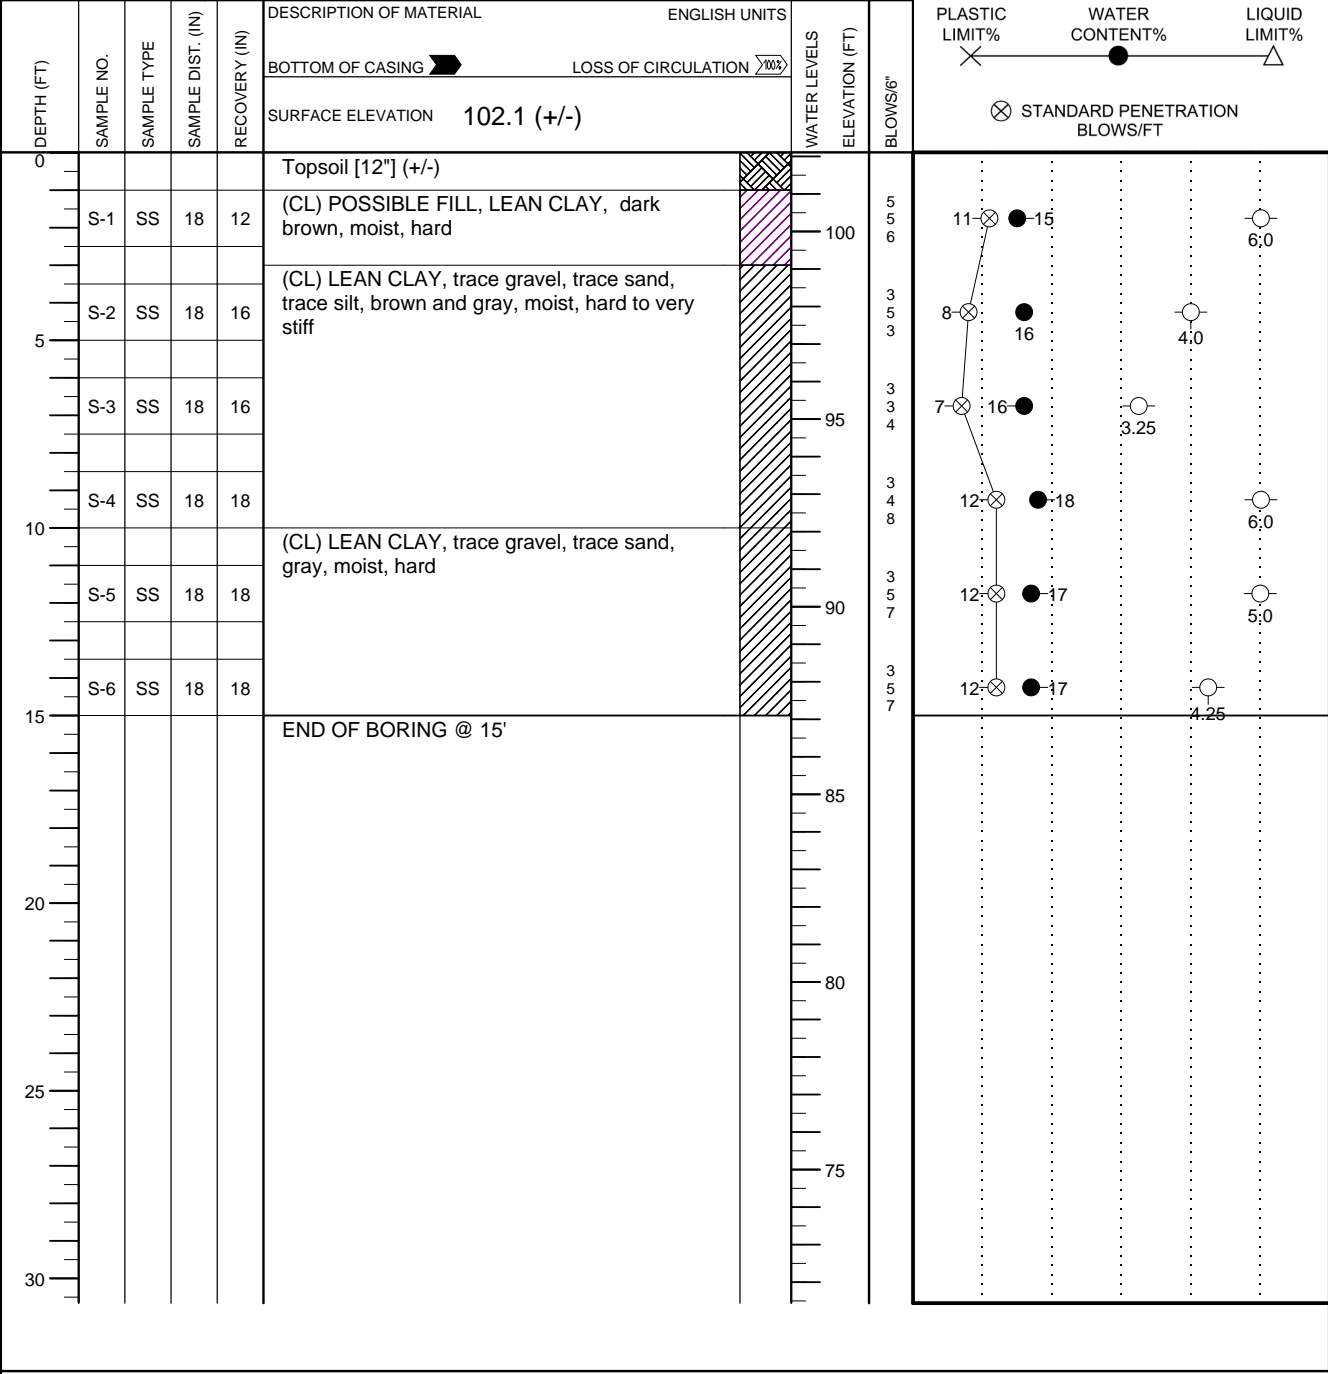 DEPTH (FT)
SAMPLE NO.
SAMPLE TYPE
SAMPLE DIST. (IN)
RECOVERY (IN)
DESCRIPTION OF MATERIAL ENGLISH UNITS
BOTTOM OF CASING LOSS OF CIRCULATION 100%
SURFACE ELEVATION 102.1 (+/-)
WATER LEVELS
ELEVATION (FT)
BLOWS/6"
PLASTIC LIMIT%
WATER CONTENT%
LIQUID LIMIT%
STANDARD PENETRATION
BLOWS/FT
0
Topsoil [12"] (+/-)
S-1 SS 18 12
(CL) POSSIBLE FILL, LEAN CLAY, dark
brown, moist, hard
100
5
5
6
11 15
6.0
(CL) LEAN CLAY, trace gravel, trace sand,
trace silt, brown and gray, moist, hard to very
stiff
S-2 SS 18 16
3
5
3
8
16
4.0
5
S-3 SS 18 16
95
3
3
4
7 16
3.25
S-4 SS 18 18
3
4
8
12 18
6.0
10
(CL) LEAN CLAY, trace gravel, trace sand,
gray, moist, hard
S-5 SS 18 18
90
3
5
7
12 17
5.0
S-6 SS 18 18
3
5
7
12 17
4.25
15
END OF BORING @ 15'
85
20
80
25
75
30